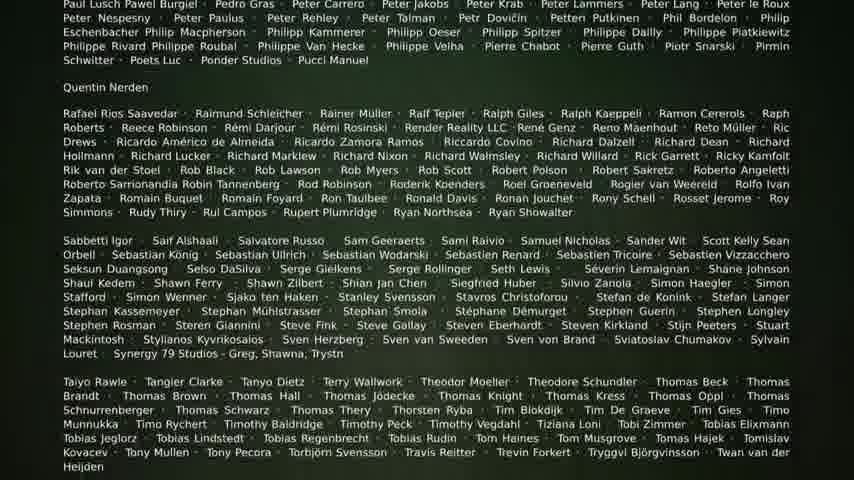 Paul Lusch Pawel Burgiel · Pedro Gras · Peter Carrero · Peter Jakobs · Peter Krab · Peter Lammers · Peter Lang · Peter le Roux
Peter Nespesny · Peter Paulus · Peter Rehley · Peter Talman · Petr Dovičín · Petten Putkinen · Phil Bordelon · Philip
Eschenbacher Philip Macpherson · Philipp Kammerer · Philipp Oeser · Philipp Spitzer · Philippe Dailly · Philippe Piatkiewitz
Philippe Rivard Philippe Roubal · Philippe Van Hecke · Philippe Velha · Pierre Chabot · Pierre Guth · Piotr Snarski · Pirmin
Schwitter · Poets Luc · Ponder Studios · Pucci Manuel
Quentin Nerden
Rafael Rios Saavedar · Raimund Schleicher · Rainer Müller · Ralf Tepler · Ralph Giles · Ralph Kaeppeli · Ramon Cererols · Raph
Roberts · Reece Robinson · Rémi Darjour · Rémi Rosinski · Render Reality LLC · René Genz · Reno Maenhout · Reto Müller · Ric
Drews · Ricardo Américo de Almeida · Ricardo Zamora Ramos · Riccardo Covino · Richard Dalzell · Richard Dean · Richard
Hollmann · Richard Lucker · Richard Marklew · Richard Nixon · Richard Walmsley · Richard Willard · Rick Garrett · Ricky Kamfolt
Rik van der Stoel · Rob Black · Rob Lawson · Rob Myers · Rob Scott · Robert Polson · Robert Sakretz · Roberto Angeletti
Roberto Sarrionandia Robin Tannenberg · Rod Robinson · Roderik Koenders · Roel Groeneveld · Rogier van Weereld · Rolfo Ivan
Zapata · Romain Buquet · Romain Foyard · Ron Taulbee · Ronald Davis · Ronan Jouchet · Rony Schell · Rosset Jerome · Roy
Simmons · Rudy Thiry · Rui Campos · Rupert Plumridge · Ryan Northsea · Ryan Showalter
Sabbetti Igor · Saif Alshaali · Salvatore Russo · Sam Geeraerts · Sami Raivio · Samuel Nicholas · Sander Wit · Scott Kelly Sean
Orbell · Sebastian König · Sebastian Ullrich · Sebastian Wodarski · Sebastien Renard · Sebastien Tricoire · Sebastien Vizzacchero
Seksun Duangsong · Selso DaSilva · Serge Gielkens · Serge Rollinger · Seth Lewis · Séverin Lemaignan · Shane Johnson
Shaul Kedem · Shawn Ferry · Shawn Zilbert · Shian Jan Chen · Siegfried Huber · Silvio Zanola · Simon Haegler · Simon
Stafford · Simon Wenner · Sjako ten Haken · Stanley Svensson · Stavros Christoforou · Stefan de Konink · Stefan Langer
Stephan Kassemeyer · Stephan Mühlstrasser · Stephan Smola · Stéphane Démurget · Stephen Guerin · Stephen Longley
Stephen Rosman · Steren Giannini · Steve Fink · Steve Gallay · Steven Eberhardt · Steven Kirkland · Stijn Peeters · Stuart
Mackintosh · Stylianos Kyvrikosaios · Sven Herzberg · Sven van Sweeden · Sven von Brand · Sviatoslav Chumakov · Sylvain
Louret · Synergy 79 Studios - Greg, Shawna, Trystn
Taiyo Rawle · Tangier Clarke · Tanyo Dietz · Terry Wallwork · Theodor Moeller · Theodore Schundler · Thomas Beck · Thomas
Brandt · Thomas Brown · Thomas Hall · Thomas Jödecke · Thomas Knight · Thomas Kress · Thomas Oppl · Thomas
Schnurrenberger · Thomas Schwarz · Thomas Thery · Thorsten Ryba · Tim Blokdijk · Tim De Graeve · Tim Gies · Timo
Munnukka · Timo Rychert · Timothy Baldridge · Timothy Peck · Timothy Vegdahl · Tiziana Loni · Tobi Zimmer · Tobias Elixmann
Tobias Jeglorz · Tobias Lindstedt · Tobias Regenbrecht · Tobias Rudin · Tom Haines · Tom Musgrove · Tomas Hajek · Tomislav
Kovacev · Tony Mullen · Tony Pecora · Torbjörn Svensson · Travis Reitter · Trevin Forkert · Tryggvi Björgvinsson · Twan van der
Heijden